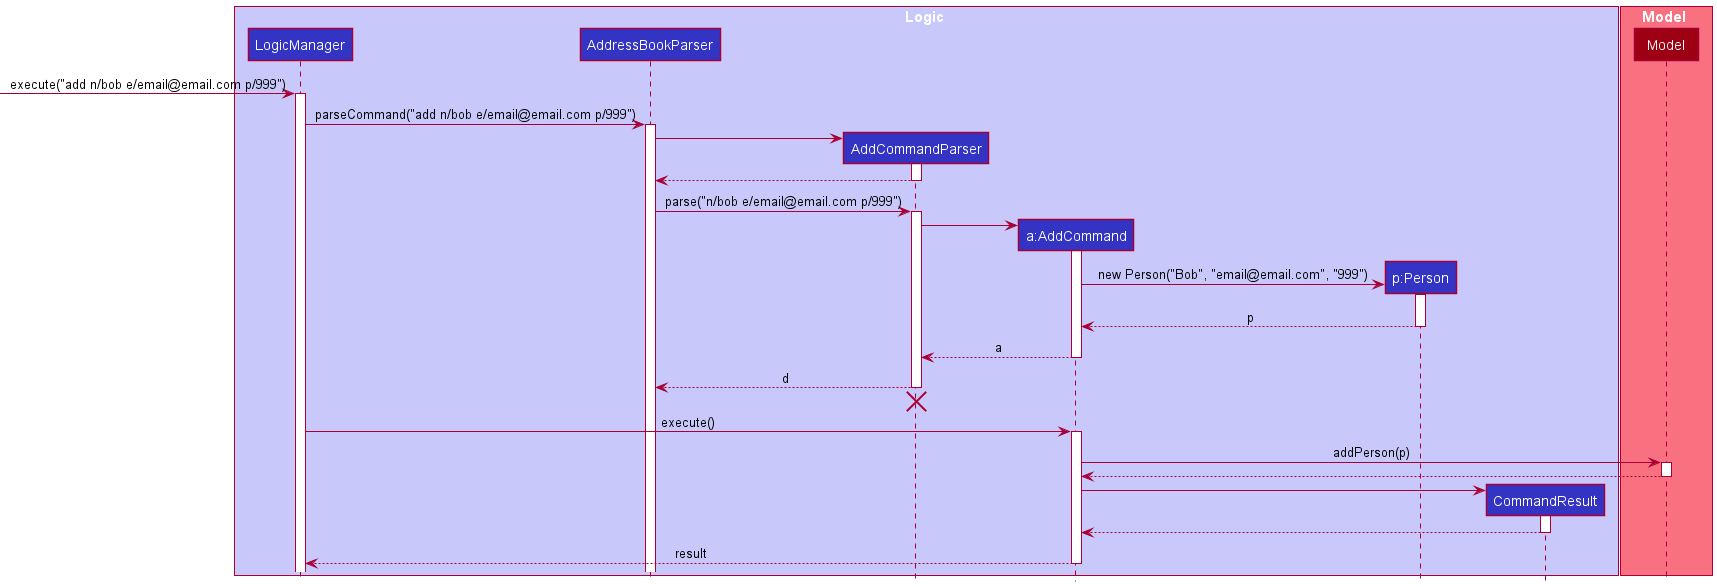 Logic
Model
LogicManager
AddressBookParser
Model
execute("add n/bob e/email@email.com p/999")
parseCommand("add n/bob e/email@email.com p/999")
AddCommandParser
parse("n/bob e/email@email.com p/999")
a:AddCommand
new Person("Bob", "email@email.com", "999")
p:Person
p
a
d
execute()
addPerson(p)
CommandResult
result